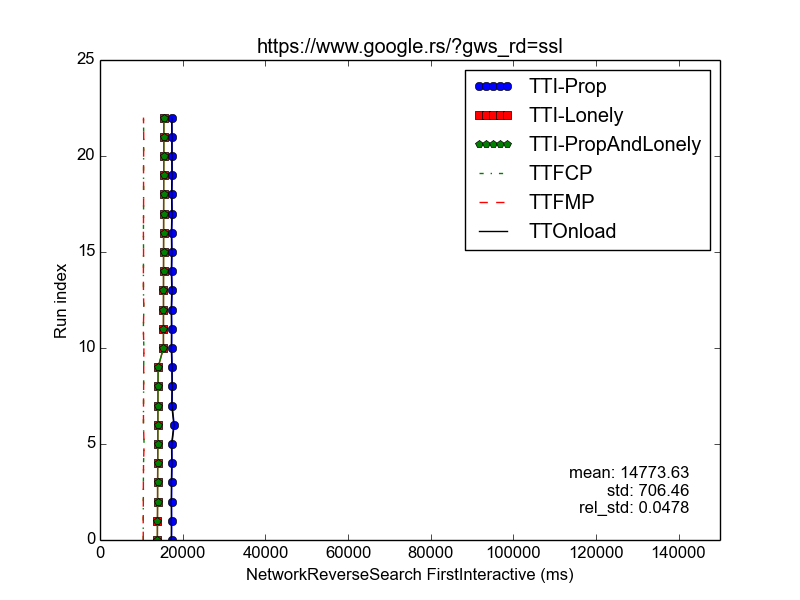 https://www.google.rs/?gws_rd=ssl
25
20
15
10
5
0
Run index
TTI-Prop
TTI-Lonely
TTI-PropAndLonely
TTFCP
TTFMP
TTOnload
mean: 14773.63
std: 706.46
rel_std: 0.0478
0 20000 40000 60000 80000 100000 120000 140000
NetworkReverseSearch FirstInteractive (ms)